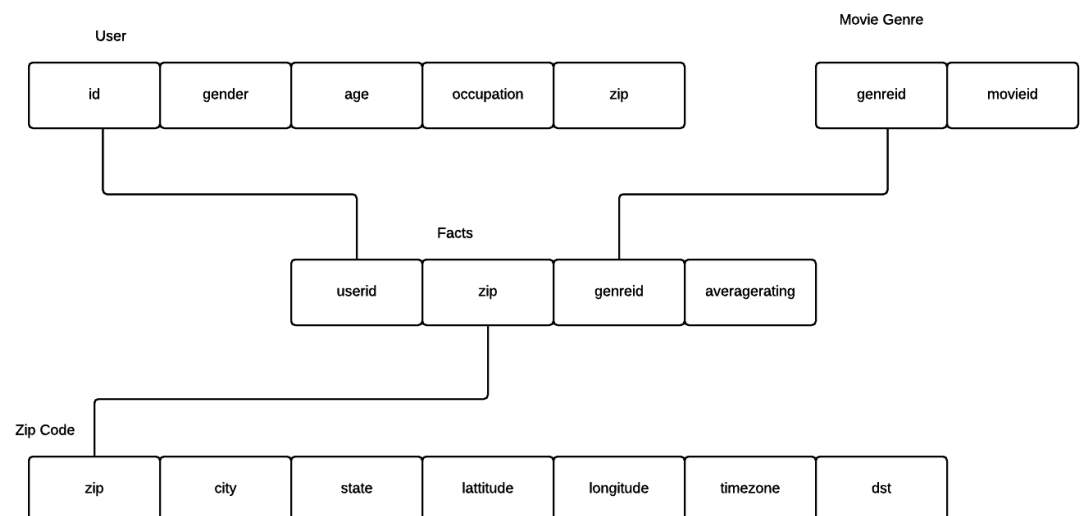 Movie Genre
User
id gender age occupation zip
genreid movieid
Facts
userid zip genreid averagerating
Zip Code
zip city state lattitude longitude timezone dst